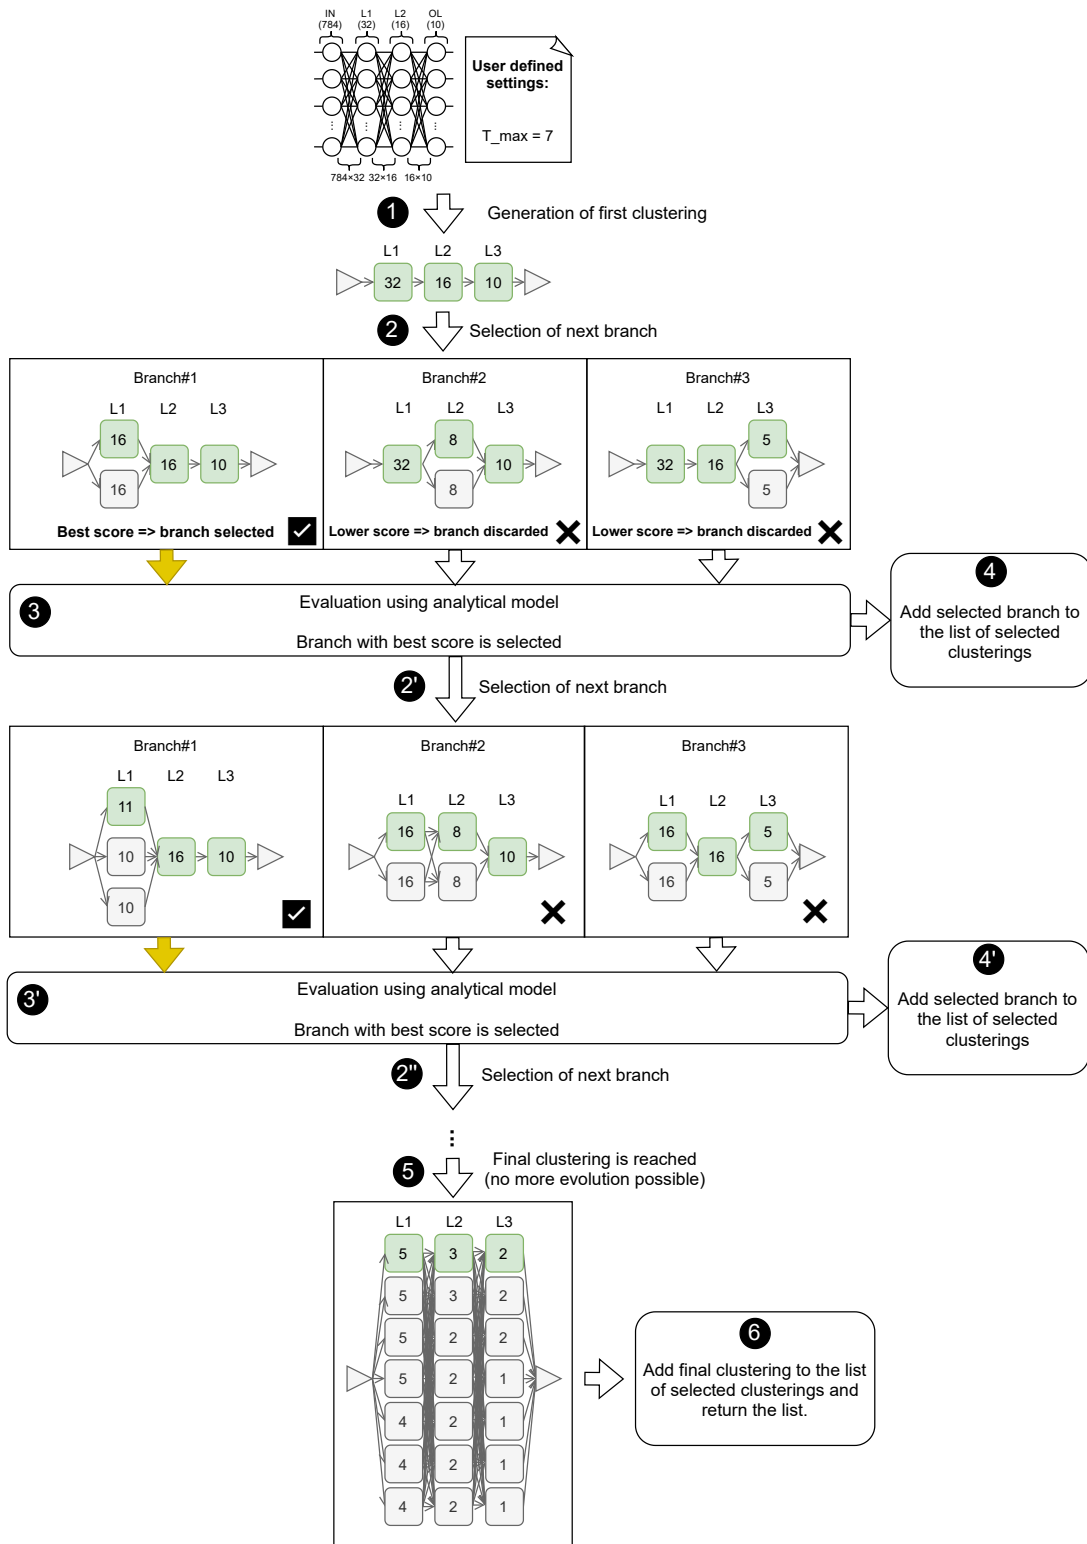 IN L1 L2 OL
(784) (32) (16) (10)
User defined
settings:
T_max = 7
784×32 32×16 16×10
1 Generation of first clustering
L1 L2 L3
32 16 10
2 Selection of next branch
Branch#1
L1 L2 L3
16
16 10
16
Best score => branch selected
Branch#2
L1 L2 L3
8
32 10
8
Lower score => branch discarded
Branch#3
L1 L2 L3
5
32 16
5
Lower score => branch discarded
3
Evaluation using analytical model
Branch with best score is selected
4
Add selected branch to
the list of selected
clusterings
2' Selection of next branch
Branch#1
L1 L2 L3
11
10 16 10
10
Branch#2
L1 L2 L3
16 8
10
16 8
Branch#3
L1 L2 L3
16 5
16
16 5
3'
Evaluation using analytical model
Branch with best score is selected
4'
Add selected branch to
the list of selected
clusterings
2'' Selection of next branch
...
5
Final clustering is reached
(no more evolution possible)
L1 L2 L3
5 3 2
5 3 2
5 2 2
5 2 1
4 2 1
4 2 1
4 2 1
6
Add final clustering to the list
of selected clusterings and
return the list.